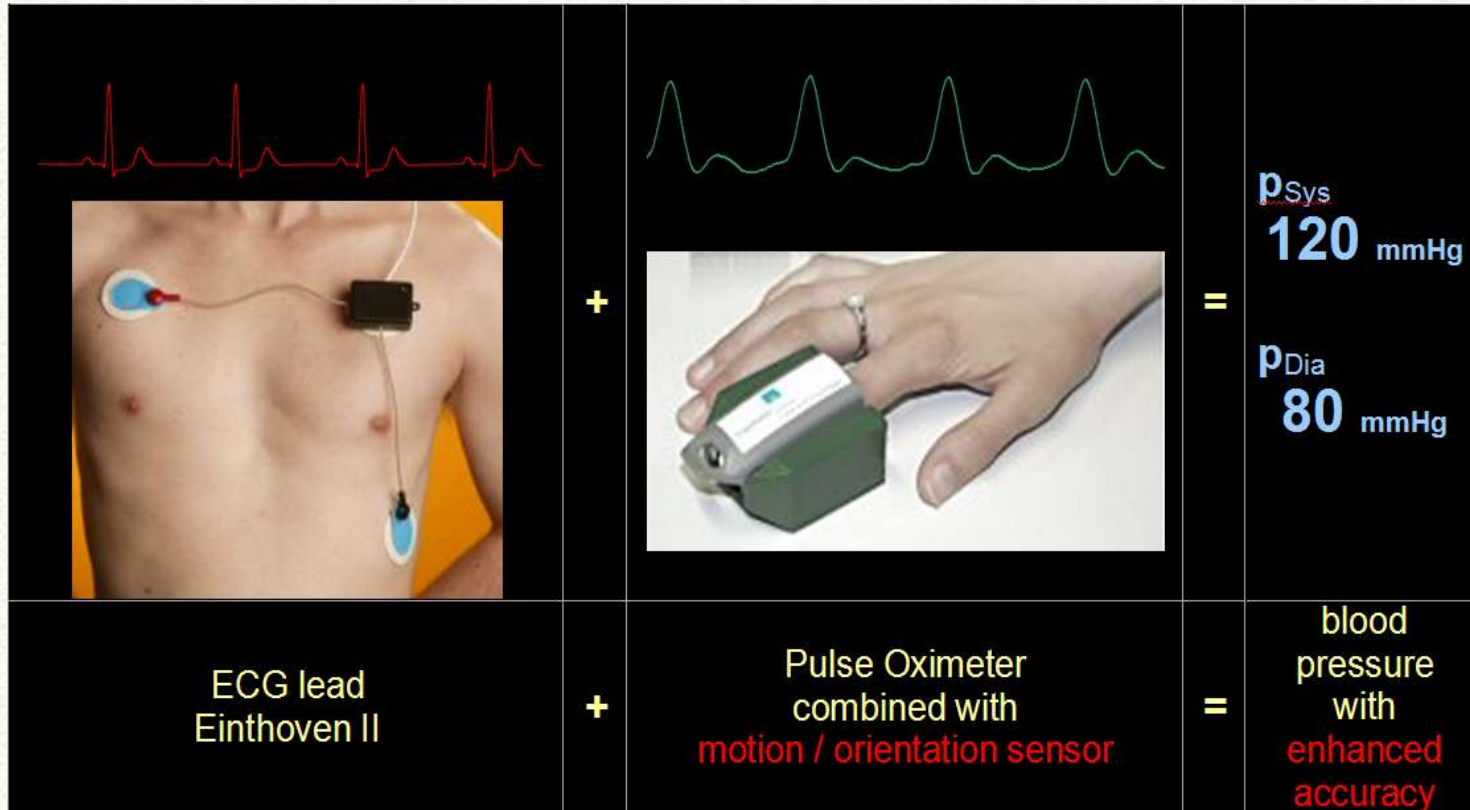 +
=
pSys
120 mmHg
pDia
80 mmHg
ECG lead
Einthoven II
+
Pulse Oximeter
combined with
motion / orientation sensor
=
blood
pressure
with
enhanced
accuracy